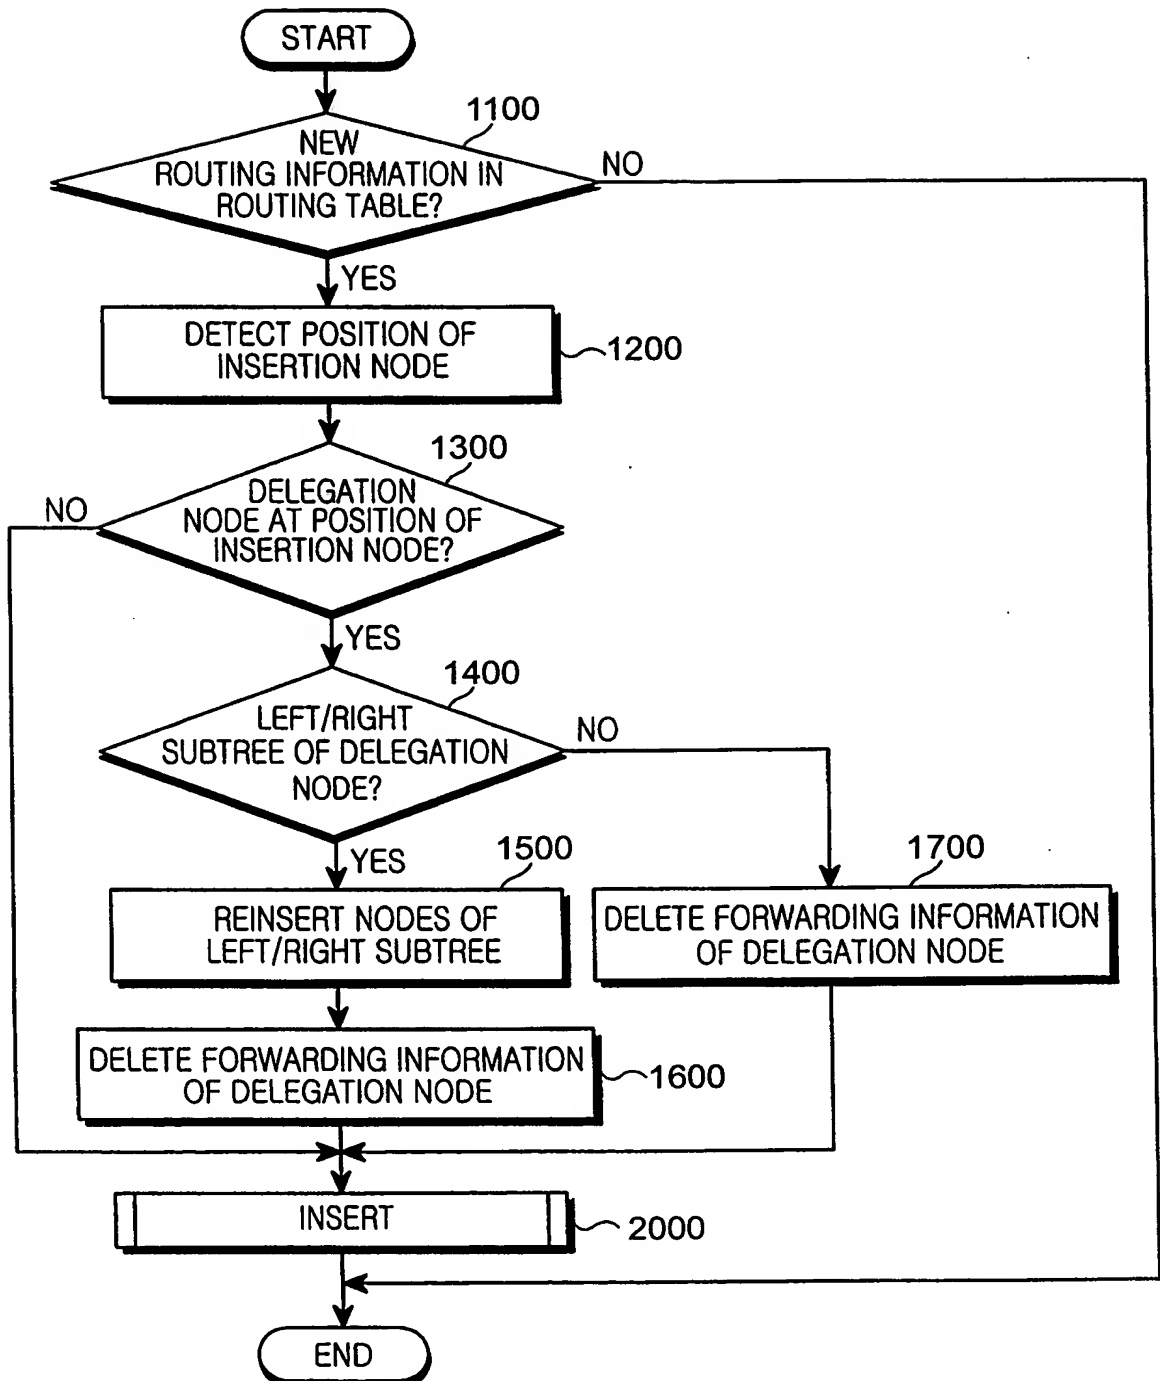 START
1100
NEW
ROUTING INFORMATION IN
ROUTING TABLE?
NO
YES
DETECT POSITION OF
INSERTION NODE
1200
1300
NO
DELEGATION
NODE AT POSITION OF
INSERTION NODE?
YES
1400
LEFT/RIGHT
SUBTREE OF DELEGATION
NODE?
NO
YES
1500
1700
REINSERT NODES OF
LEFT/RIGHT SUBTREE
DELETE FORWARDING INFORMATION
OF DELEGATION NODE
DELETE FORWARDING INFORMATION
OF DELEGATION NODE
1600
INSERT
2000
END